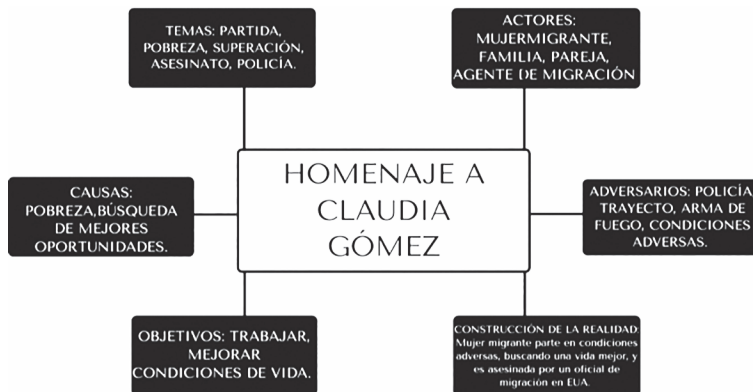 TEMAS: PARTIDA,
POBREZA, SUPERACIÓN,
ASESINATO, POLICÍA.
ACTORES:
MUJERMIGRANTE,
FAMILIA, PAREJA,
AGENTE DE MIGRACIÓN
HOMENAJE A
CLAUDIA
GÓMEZ
CAUSAS:
POBREZA,BÚSQUEDA
DE MEJORES
OPORTUNIDADES.
ADVERSARIOS: POLICÍA,
TRAYECTO, ARMA DE
FUEGO, CONDICIONES
ADVERSAS.
OBJETIVOS: TRABAJAR,
MEJORAR
CONDICIONES DE VIDA.
CONSTRUCCIÓN DE LA REALIDAD:
Mujer migrante parte en condiciones
adversas, buscando una vida mejor, y
es asesinada por un oficial de
migración en EUA.